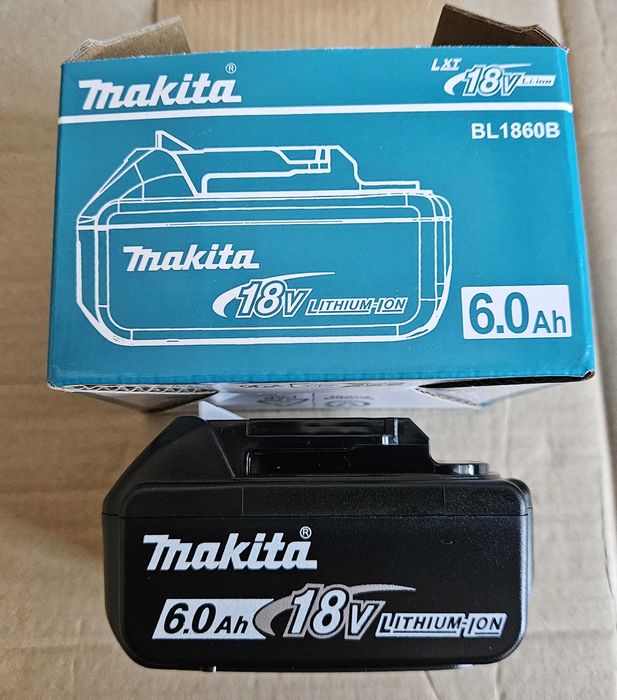 makita®
LXT
18V Li-ion
BL1860B
makita
18V LITHIUM-ION
6.0Ah
makita®
6.0Ah 18V LITHIUM-ION